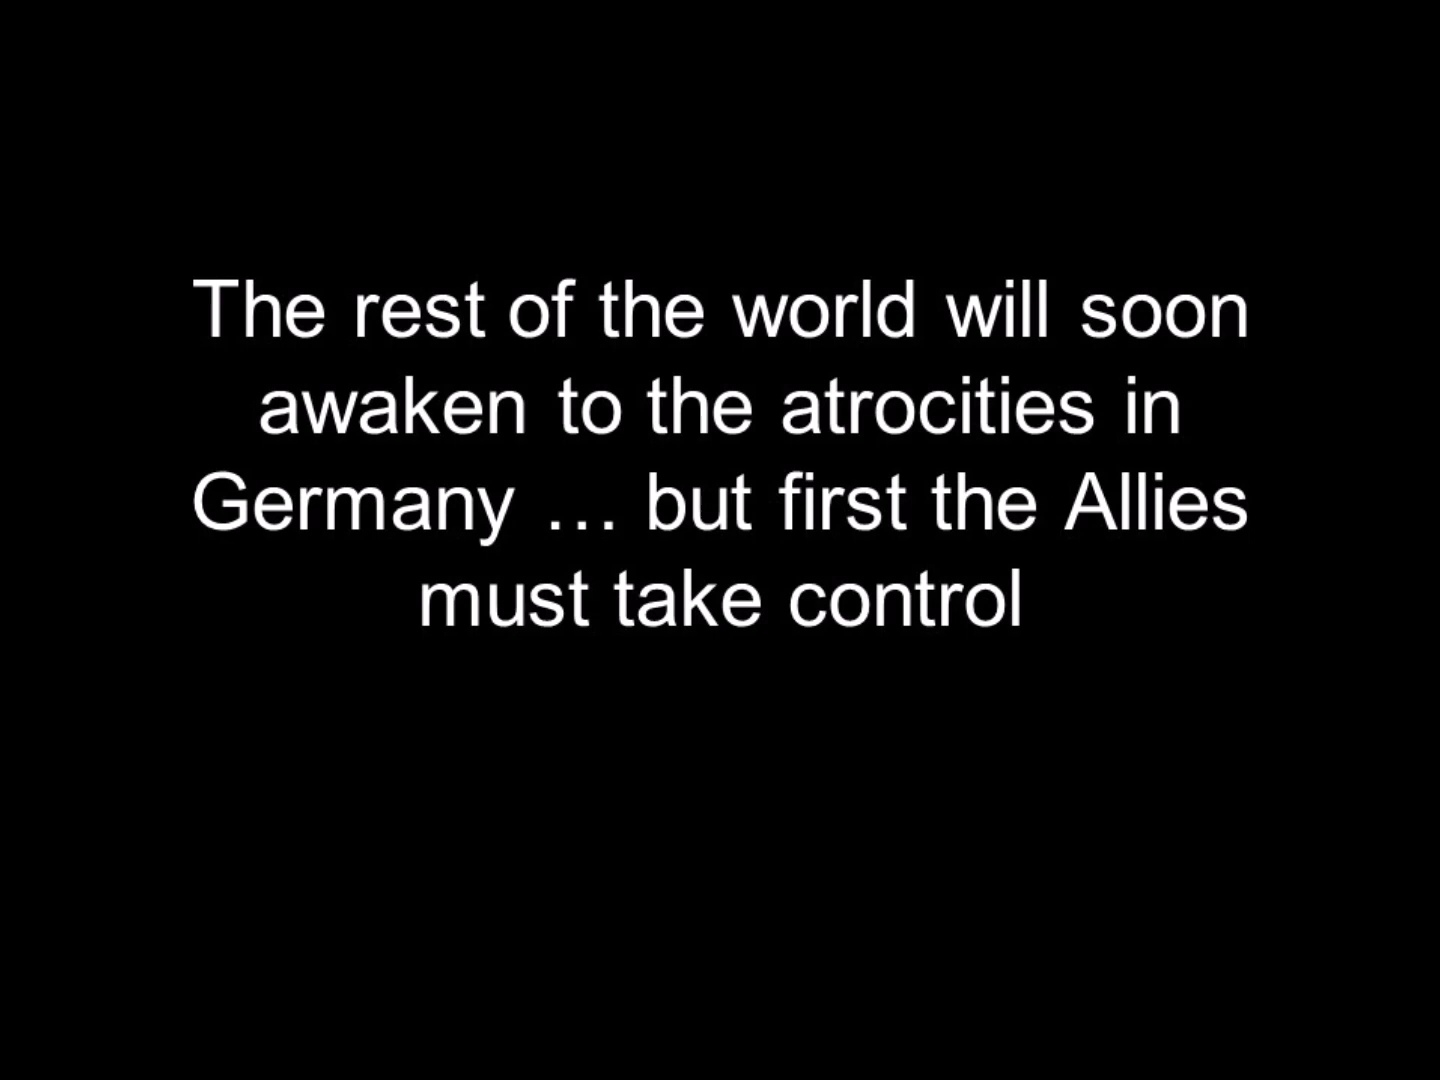 The rest of the world will soon
awaken to the atrocities in
Germany … but first the Allies
must take control